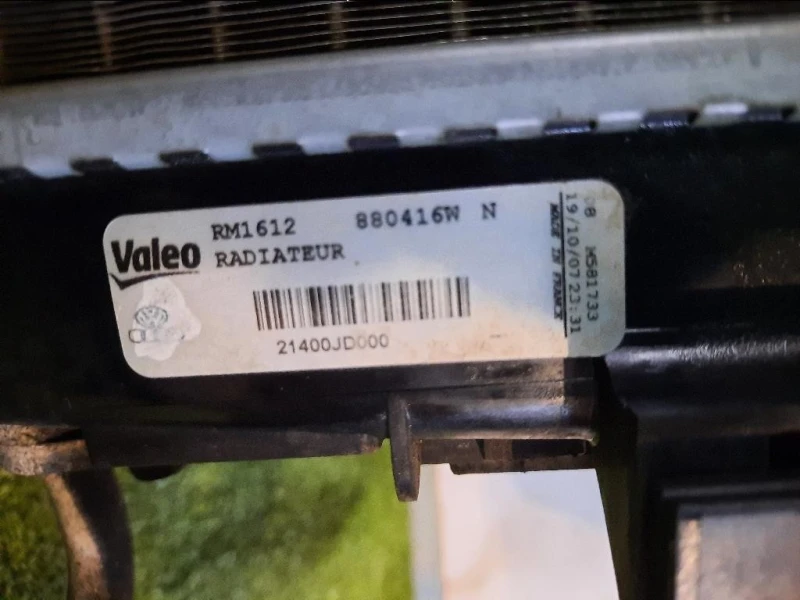 Valeo
RM1612 880416W N
RADIATEUR
21400JD000
MADE IN FRANCE
19/10/07 23:31
08 M581733